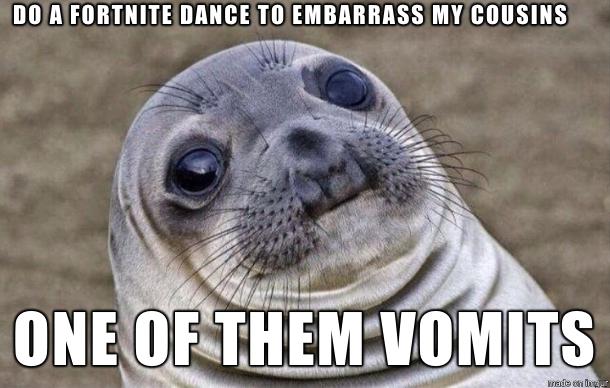 DO A FORTNITE DANCE TO EMBARRASS MY COUSINS
ONE OF THEM VOMITS
made on imgur